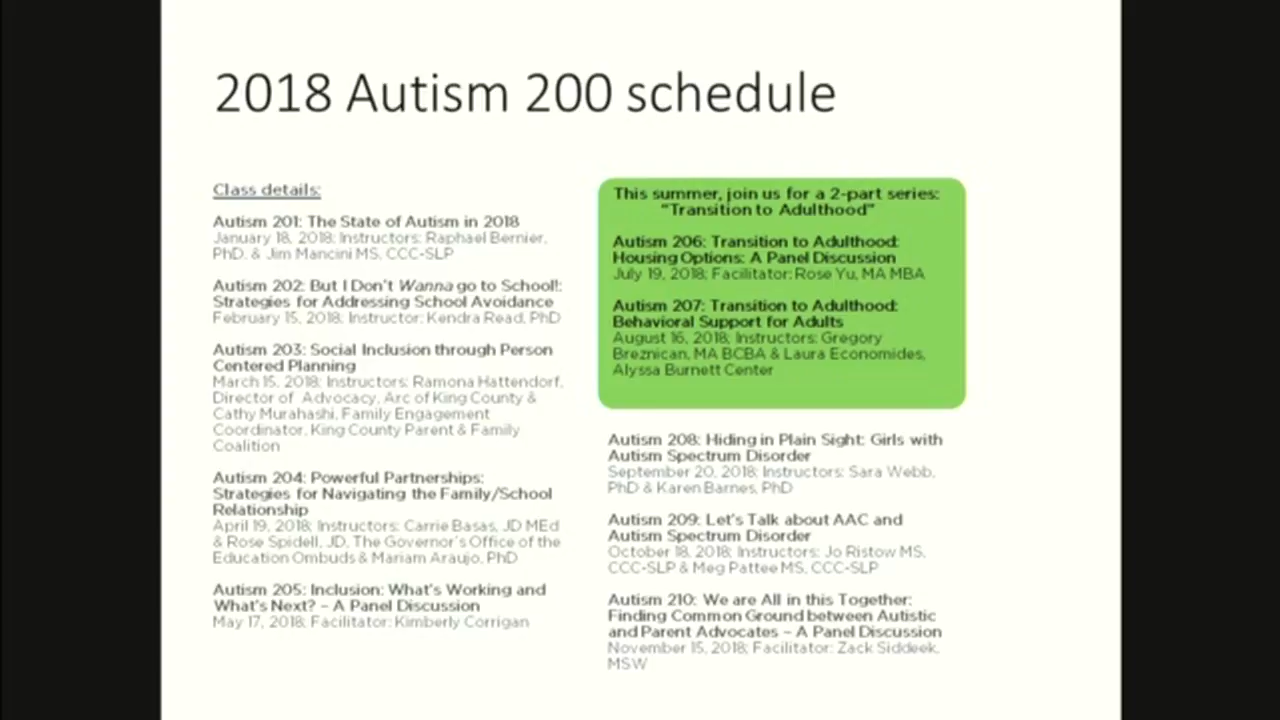 2018 Autism 200 schedule
Class details:
Autism 201: The State of Autism in 2018
January 18, 2018; Instructors: Raphael Bernier,
PhD, & Jim Mancini MS, CCC-SLP
Autism 202: But I Don't Wanna go to School!:
Strategies for Addressing School Avoidance
February 15, 2018; Instructor: Kendra Read, PhD
Autism 203: Social Inclusion through Person
Centered Planning
March 15, 2018; Instructors: Ramona Hattendorf,
Director of Advocacy, Arc of King County &
Cathy Murahashi, Family Engagement
Coordinator, King County Parent & Family
Coalition
Autism 204: Powerful Partnerships:
Strategies for Navigating the Family/School
Relationship
April 19, 2018; Instructors: Carrie Basas, JD MEd
& Rose Spidell, JD, The Governor's Office of the
Education Ombuds & Mariam Araujo, PhD
Autism 205: Inclusion: What's Working and
What's Next? – A Panel Discussion
May 17, 2018; Facilitator: Kimberly Corrigan
This summer, join us for a 2-part series:
"Transition to Adulthood"
Autism 206: Transition to Adulthood:
Housing Options: A Panel Discussion
July 19, 2018; Facilitator: Rose Yu, MA MBA
Autism 207: Transition to Adulthood:
Behavioral Support for Adults
August 16, 2018; Instructors: Gregory
Breznican, MA BCBA & Laura Economides,
Alyssa Burnett Center
Autism 208: Hiding in Plain Sight: Girls with
Autism Spectrum Disorder
September 20, 2018; Instructors: Sara Webb,
PhD & Karen Barnes, PhD
Autism 209: Let's Talk about AAC and
Autism Spectrum Disorder
October 18, 2018; Instructors: Jo Ristow MS,
CCC-SLP & Meg Pattee MS, CCC-SLP
Autism 210: We are All in this Together:
Finding Common Ground between Autistic
and Parent Advocates – A Panel Discussion
November 15, 2018; Facilitator: Zack Siddeek,
MSW